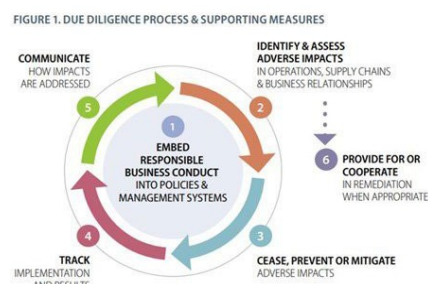 FIGURE 1. DUE DILIGENCE PROCESS & SUPPORTING MEASURES
COMMUNICATE
HOW IMPACTS
ARE ADDRESSED
IDENTIFY & ASSESS
ADVERSE IMPACTS
IN OPERATIONS, SUPPLY CHAINS
& BUSINESS RELATIONSHIPS
5
2
1
EMBED
RESPONSIBLE
BUSINESS CONDUCT
INTO POLICIES &
MANAGEMENT SYSTEMS
6
PROVIDE FOR OR
COOPERATE
IN REMEDIATION
WHEN APPROPRIATE
4
3
TRACK
IMPLEMENTATION
AND RESULTS
CEASE, PREVENT OR MITIGATE
ADVERSE IMPACTS